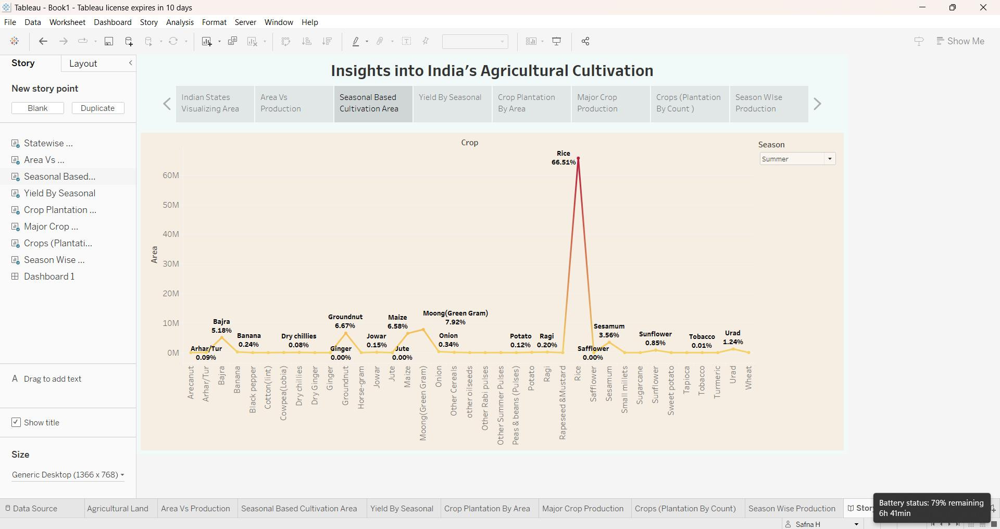 Tableau - Book1 - Tableau license expires in 10 days
File Data Worksheet Dashboard Story Analysis Format Server Window Help
Show Me
Story Layout
New story point
Blank Duplicate
Statewise ...
Area Vs ...
Seasonal Based...
Yield By Seasonal
Crop Plantation ...
Major Crop ...
Crops (Plantati...
Season Wise ...
Dashboard 1
A Drag to add text
Show title
Size
Generic Desktop (1366 x 768)
Insights into India's Agricultural Cultivation
Indian States
Visualizing Area
Area Vs
Production
Seasonal Based
Cultivation Area
Yield By Seasonal
Crop Plantation
By Area
Major Crop
Production
Crops (Plantation
By Count )
Season WIse
Production
Crop
Season
Summer
Area
60M
50M
40M
30M
20M
10M
0M
Arhar/Tur
0.09%
Bajra
5.18%
Banana
0.24%
Dry chillies
0.08%
Ginger
0.00%
Groundnut
6.67%
Jowar
0.15%
Jute
0.00%
Maize
6.58%
Moong(Green Gram)
7.92%
Onion
0.34%
Potato
0.12%
Ragi
0.20%
Rice
66.51%
Safflower
0.00%
Sesamum
3.56%
Sunflower
0.85%
Tobacco
0.01%
Urad
1.24%
Arecanut
Arhar/Tur
Bajra
Banana
Black pepper
Cotton(lint)
Cowpea(Lobia)
Dry chillies
Dry Ginger
Ginger
Groundnut
Horse-gram
Jowar
Jute
Maize
Moong(Green Gram)
Onion
Other Cereals
other oilseeds
Other Rabi pulses
Other Summer Pulses
Peas & beans (Pulses)
Potato
Ragi
Rapeseed &Mustard
Rice
Safflower
Sesamum
Small millets
Sugarcane
Sunflower
Sweet potato
Tapioca
Tobacco
Turmeric
Urad
Wheat
Data Source Agricultural Land Area Vs Production Seasonal Based Cultivation Area Yield By Seasonal Crop Plantation By Area Major Crop Production Crops (Plantation By Count) Season Wise Production
Battery status: 79% remaining
6h 41min
Safna H